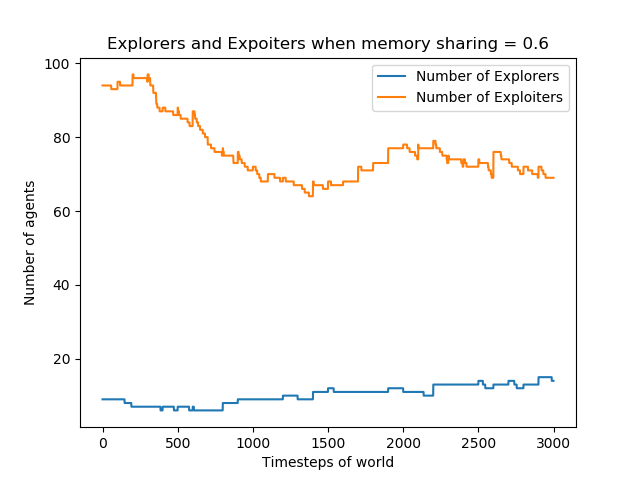 Explorers and Expoiters when memory sharing = 0.6
Number of Explorers
Number of Exploiters
100
80
60
40
20
Number of agents
0 500 1000 1500 2000 2500 3000
Timesteps of world